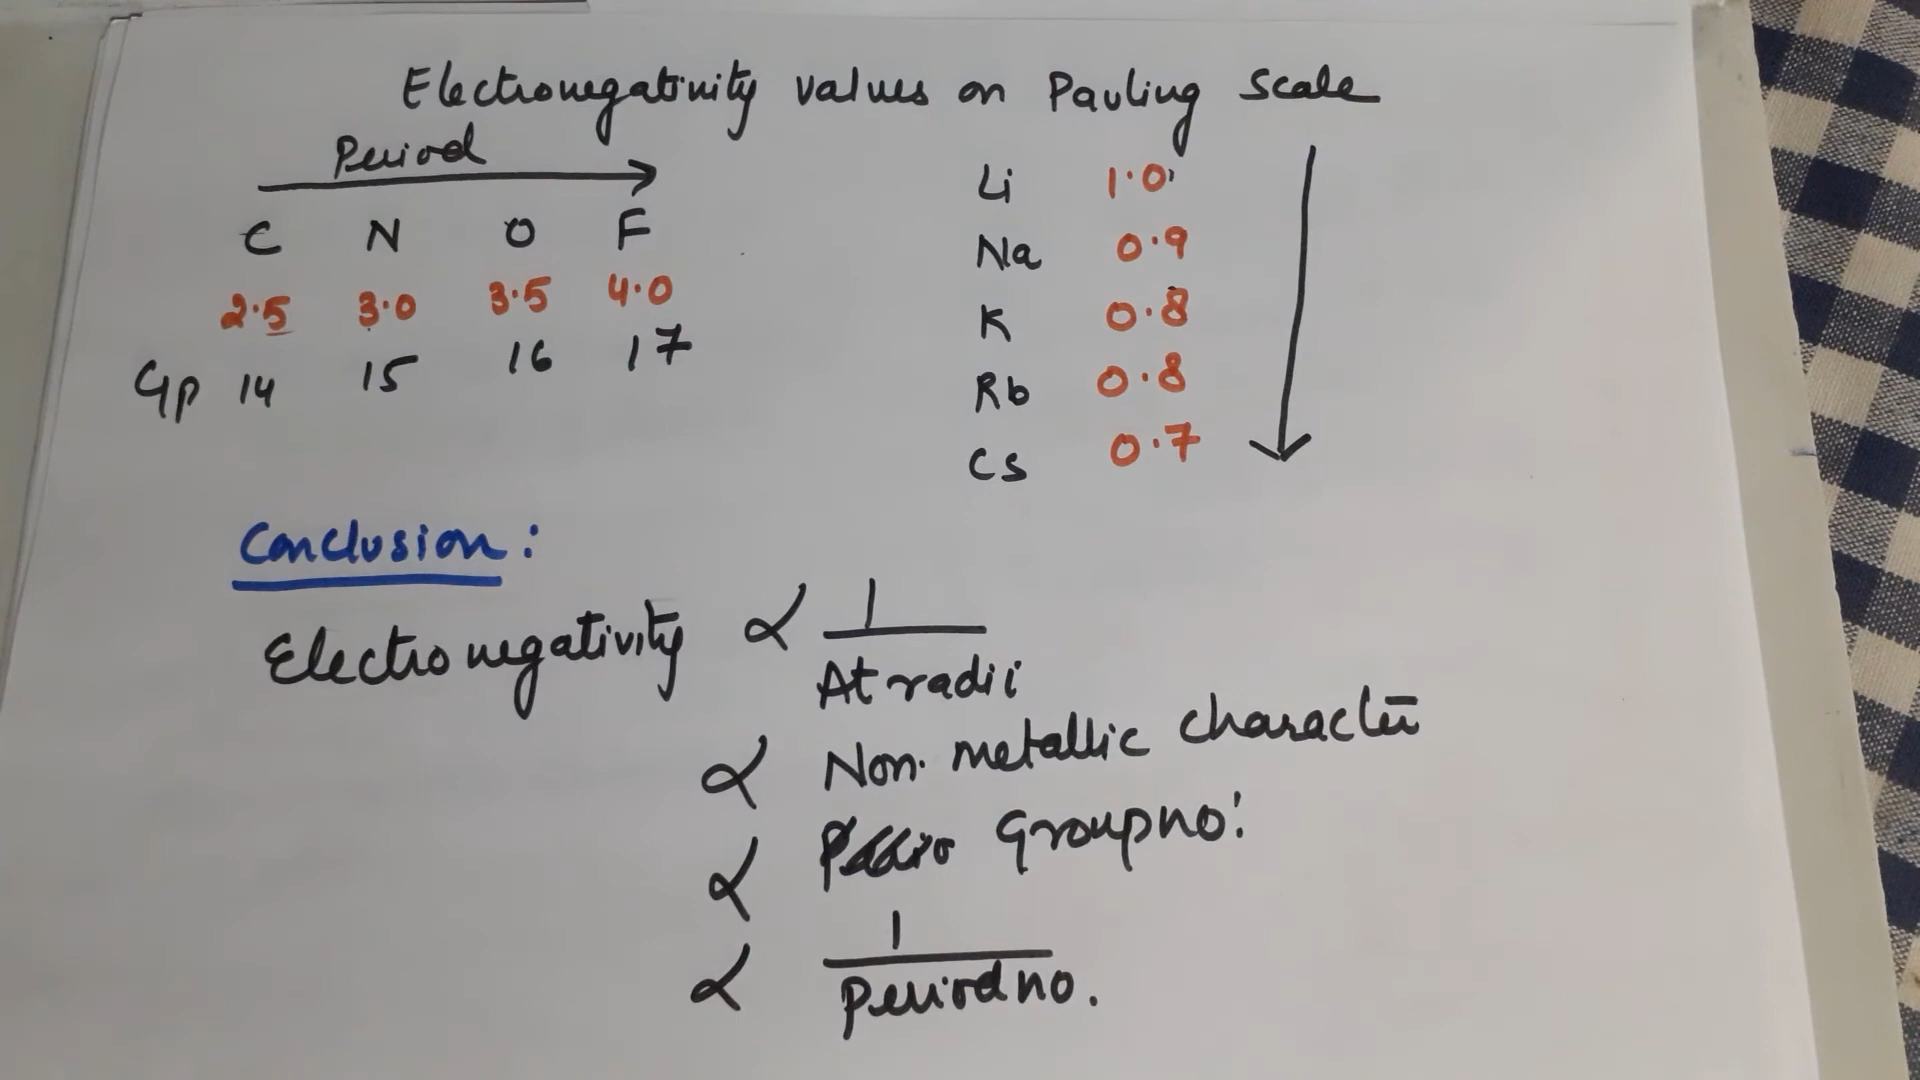 Electronegativity values on Pauling Scale
Period
C N O F
2.5 3.0 3.5 4.0
Gp 14 15 16 17
Li 1.0
Na 0.9
K 0.8
Rb 0.8
Cs 0.7
Conclusion:
Electronegativity ∝ 1
At radii
∝ Non-metallic character
∝ Group no:
∝ 1
Period no.